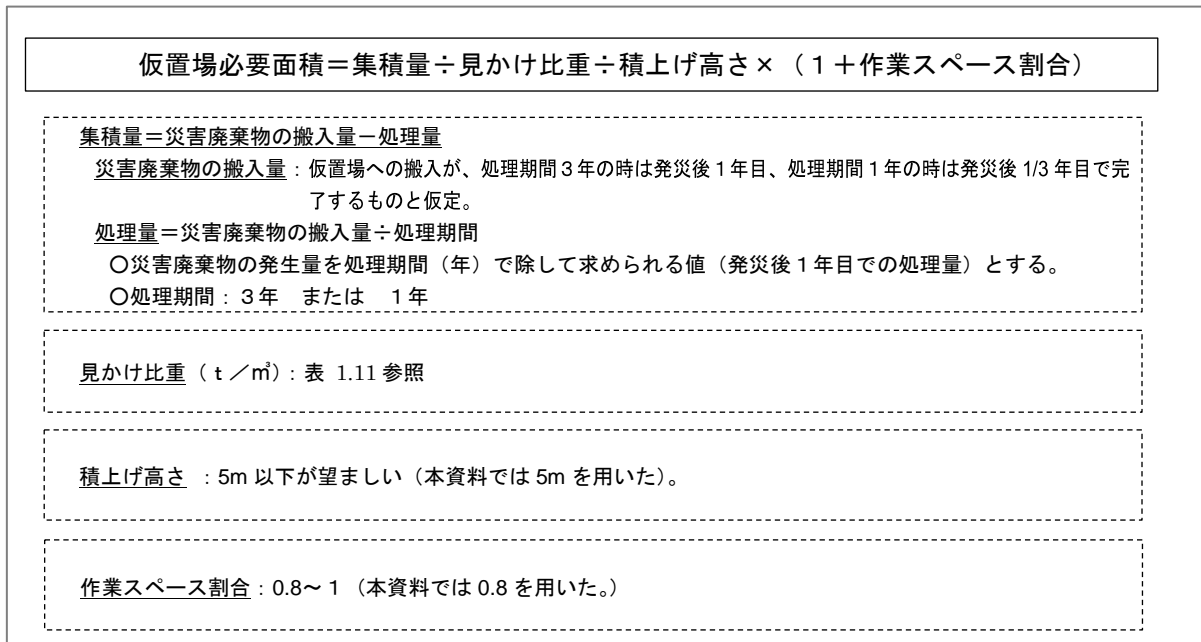 仮置場必要面積＝集積量÷見かけ比重÷積上げ高さ×（１＋作業スペース割合）
集積量＝災害廃棄物の搬入量－処理量
災害廃棄物の搬入量：仮置場への搬入が、処理期間３年の時は発災後１年目、処理期間１年の時は発災後 1/3 年目で完
了するものと仮定。
処理量＝災害廃棄物の搬入量÷処理期間
○災害廃棄物の発生量を処理期間（年）で除して求められる値（発災後１年目での処理量）とする。
○処理期間：３年　または　１年
見かけ比重（ｔ／㎥）：表 1.11 参照
積上げ高さ ：5m 以下が望ましい（本資料では 5m を用いた）。
作業スペース割合：0.8～１（本資料では 0.8 を用いた。）